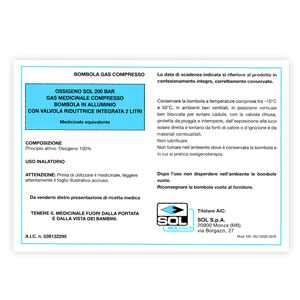 BOMBOLA GAS COMPRESSO
OSSIGENO SOL 200 BAR
GAS MEDICINALE COMPRESSO
BOMBOLA IN ALLUMINIO
CON VALVOLA RIDUTTRICE INTEGRATA 2 LITRI
Medicinale equivalente
COMPOSIZIONE
Principio attivo: Ossigeno 100%
USO INALATORIO
ATTENZIONE: Prima di utilizzare il medicinale, leggere
attentamente il foglio illustrativo accluso.
Da vendersi dietro presentazione di ricetta medica
TENERE IL MEDICINALE FUORI DALLA PORTATA
E DALLA VISTA DEI BAMBINI.
A.I.C. n. 039132295
La data di scadenza indicata si riferisce al prodotto in
confezionamento integro, correttamente conservato.
Conservare la bombola a temperature comprese fra -10°C
e 50°C, in ambienti ben ventilati, in posizione verticale
bloccata per evitare cadute, con la valvola chiusa,
protetta da pioggia e intemperie, dall'esposizione alla luce
solare diretta e lontano da fonti di calore o d'ignizione e da
materiali combustibili.
Non lubrificare.
Non fumare nell'ambiente dove è conservata la bombola e
in cui si pratica ossigenoterapia.
Dopo l'uso non disperdere nell'ambiente le bombole
vuote.
Riconsegnare la bombola vuota al fornitore.
SOL
Titolare AIC:
SOL S.p.A.
20900 Monza (MB)
via Borgazzi, 27